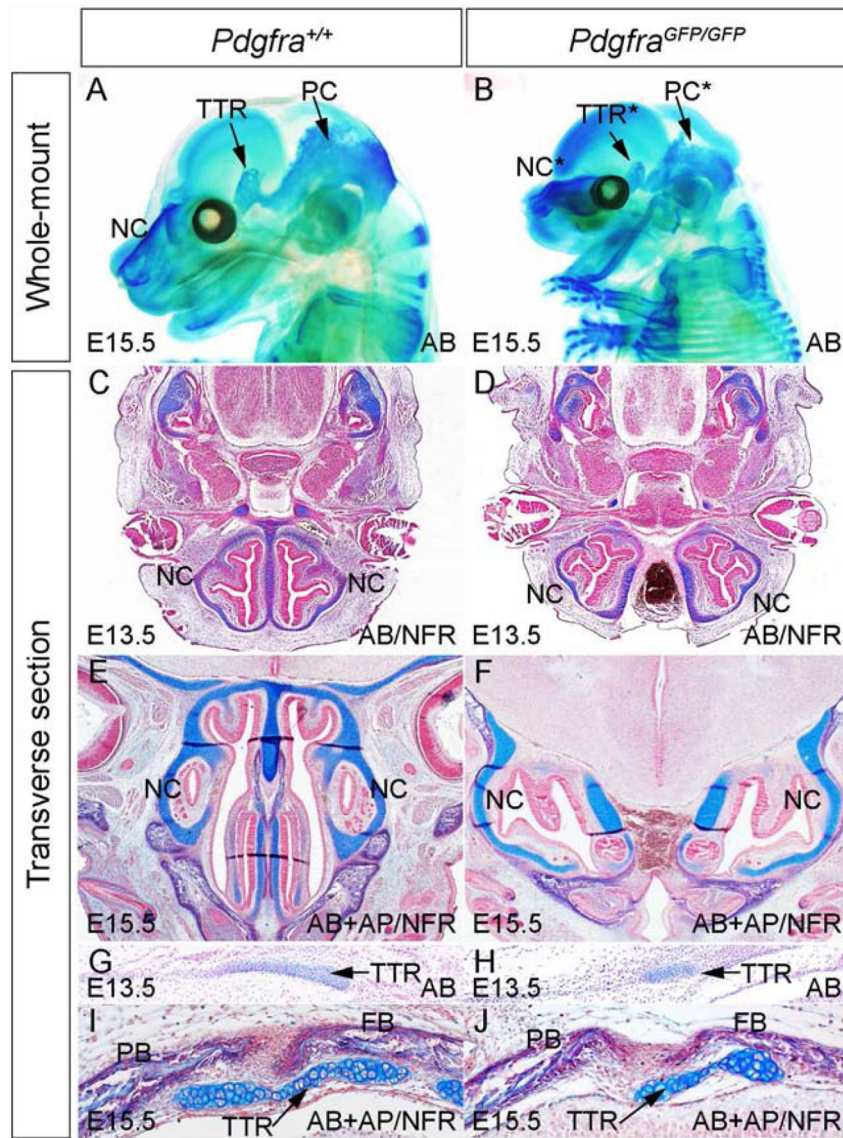 Pdgfra+/+
PdgfraGFP/GFP
Whole-mount
A
TTR
PC
NC
E15.5
AB
B
PC*
TTR*
NC*
E15.5
AB
Transverse section
C
NC
NC
E13.5
AB/NFR
D
NC
NC
E13.5
AB/NFR
E
NC
NC
E15.5
AB+AP/NFR
F
NC
NC
E15.5
AB+AP/NFR
G
TTR
E13.5
AB
H
TTR
E13.5
AB
I
FB
PB
E15.5
TTR
AB+AP/NFR
J
FB
PB
E15.5
TTR
AB+AP/NFR